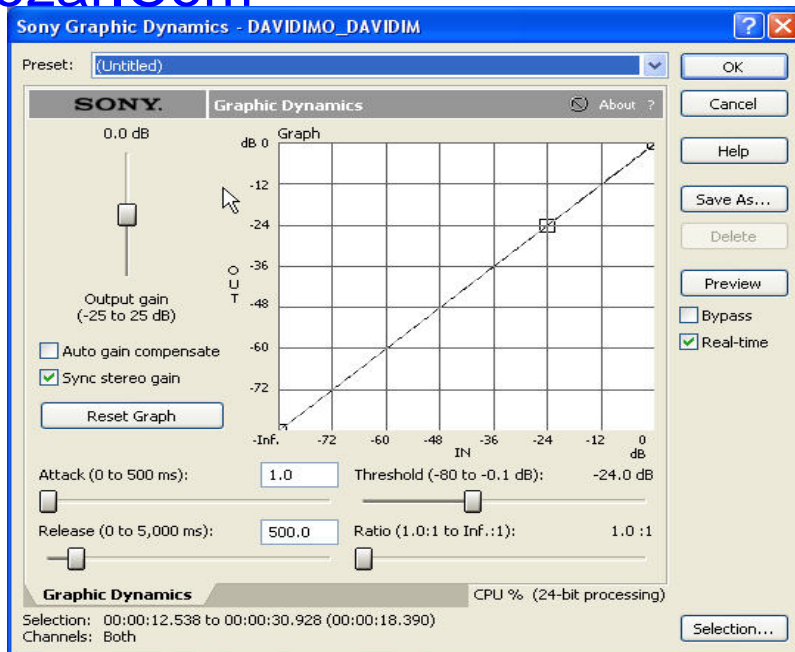 Sony Graphic Dynamics - DAVIDIMO_DAVIDIM
Preset: (Untitled)
OK
SONY. Graphic Dynamics About ?
Cancel
0.0 dB
Graph
dB 0
-12
-24
-36
-48
-60
-72
OUT
-Inf. -72 -60 -48 -36 -24 -12 0
IN dB
Output gain
(-25 to 25 dB)
Auto gain compensate
Sync stereo gain
Reset Graph
Help
Save As...
Delete
Preview
Bypass
Real-time
Attack (0 to 500 ms): 1.0 Threshold (-80 to -0.1 dB): -24.0 dB
Release (0 to 5,000 ms): 500.0 Ratio (1.0:1 to Inf.:1): 1.0 :1
Graphic Dynamics CPU % (24-bit processing)
Selection: 00:00:12.538 to 00:00:30.928 (00:00:18.390)
Channels: Both
Selection...